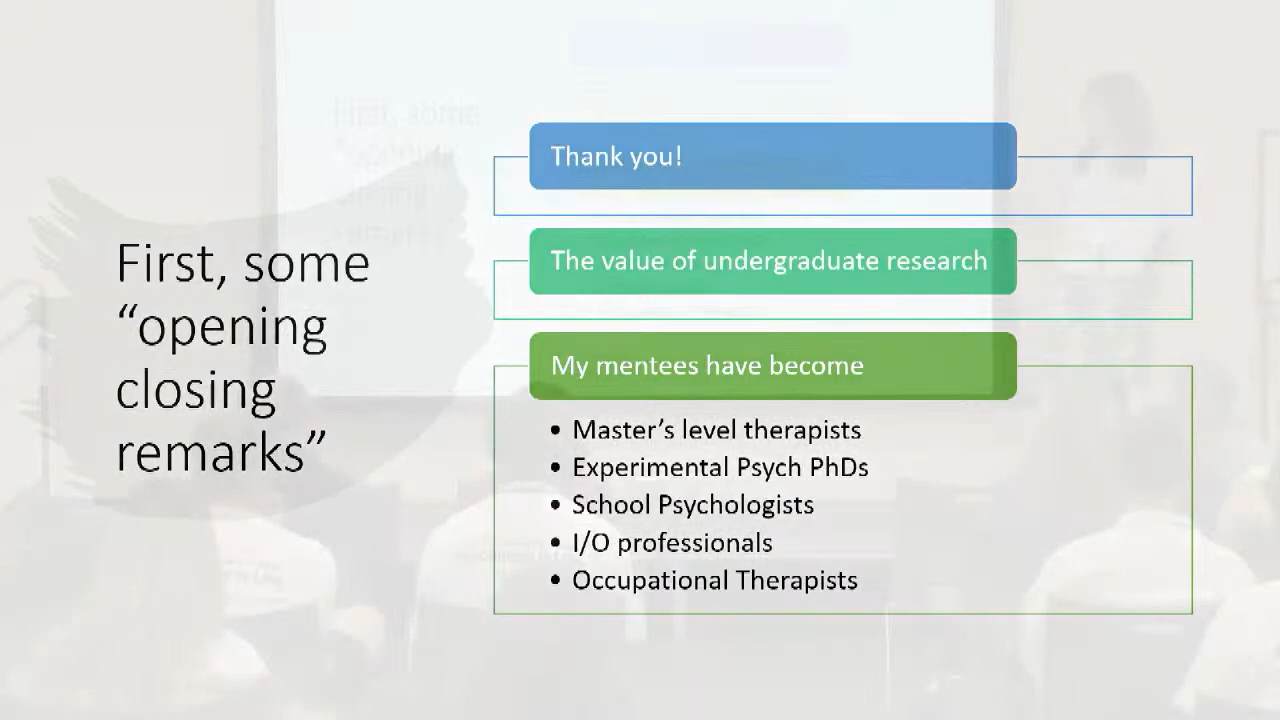 First, some
“opening
closing
remarks”
Thank you!
The value of undergraduate research
My mentees have become
• Master’s level therapists
• Experimental Psych PhDs
• School Psychologists
• I/O professionals
• Occupational Therapists